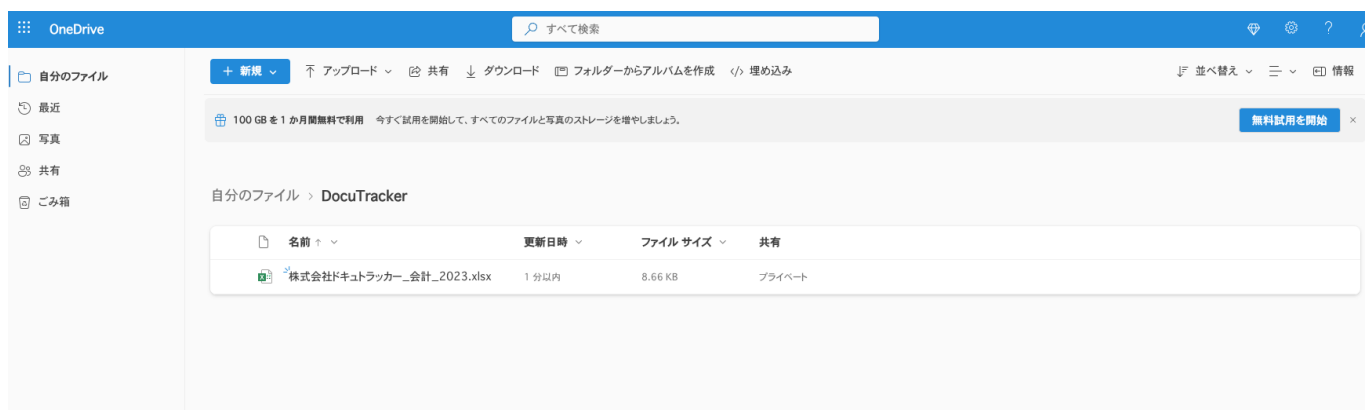 OneDrive
すべて検索
自分のファイル
最近
写真
共有
ごみ箱
+ 新規
アップロード
共有
ダウンロード
フォルダーからアルバムを作成
埋め込み
並べ替え
情報
100 GB を 1 か月間無料で利用 今すぐ試用を開始して、すべてのファイルと写真のストレージを増やしましょう。
無料試用を開始
自分のファイル > DocuTracker
名前 更新日時 ファイル サイズ 共有
株式会社ドキュトラッカー_会計_2023.xlsx 1 分以内 8.66 KB プライベート